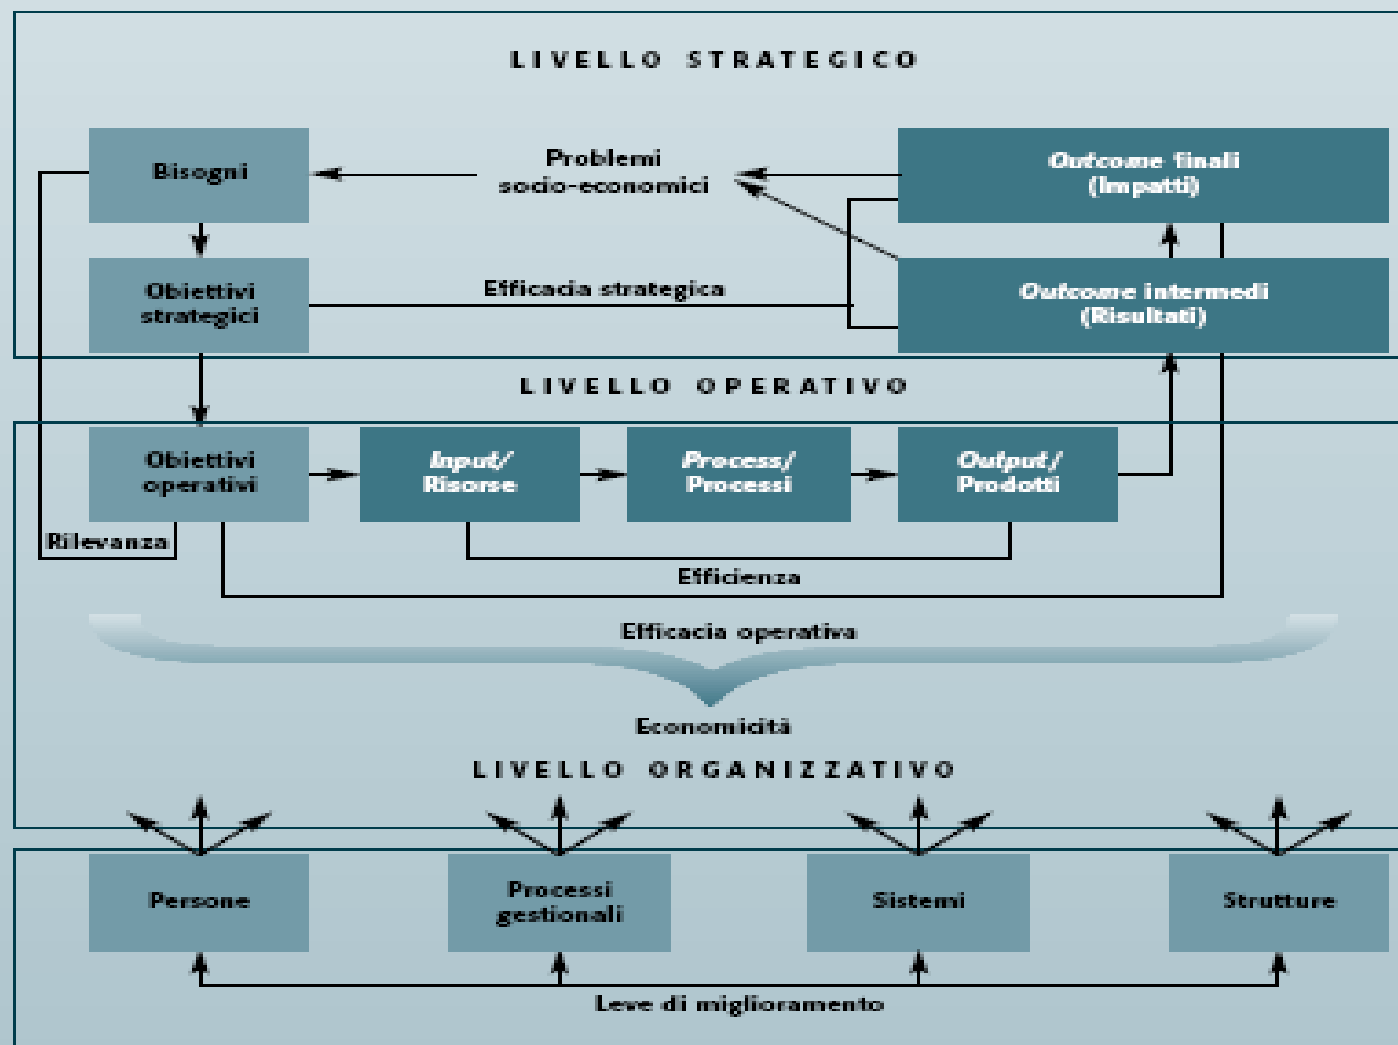 LIVELLO STRATEGICO
Bisogni
Problemi
socio-economici
Outcome finali
(Impatti)
Obiettivi
strategici
Efficacia strategica
Outcome intermedi
(Risultati)
LIVELLO OPERATIVO
Obiettivi
operativi
Input/
Risorse
Process/
Processi
Output/
Prodotti
Rilevanza
Efficienza
Efficacia operativa
Economicità
LIVELLO ORGANIZZATIVO
Persone
Processi
gestionali
Sistemi
Strutture
Leve di miglioramento